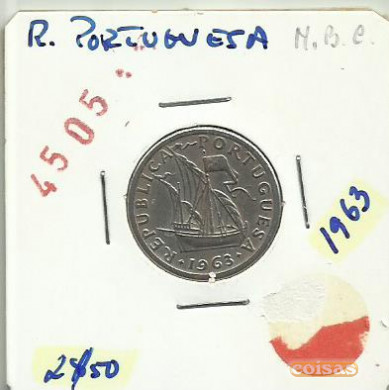 R. PORTUGUESA M.B.C.
4505
REPUBLICA PORTUGUESA
• 1963 •
1963
2$50
coisas